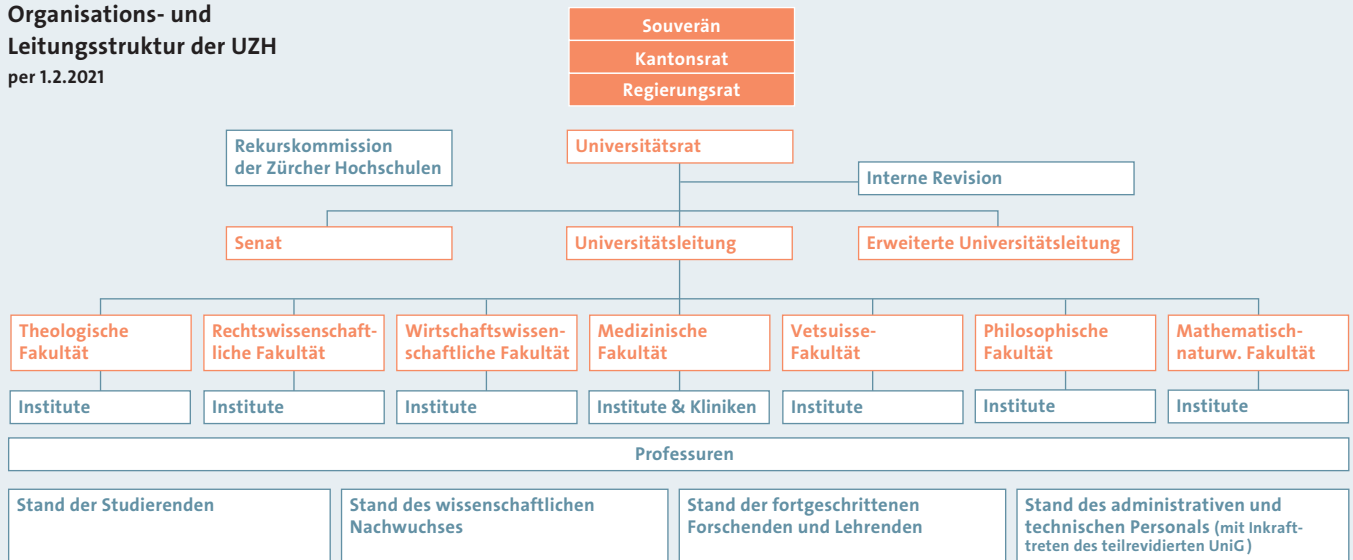 Organisations- und
Leitungsstruktur der UZH
per 1.2.2021
Souverän
Kantonsrat
Regierungsrat
Rekurskommission
der Zürcher Hochschulen
Universitätsrat
Interne Revision
Senat
Universitätsleitung
Erweiterte Universitätsleitung
Theologische
Fakultät
Rechtswissenschaft-
liche Fakultät
Wirtschaftswissen-
schaftliche Fakultät
Medizinische
Fakultät
Vetsuisse-
Fakultät
Philosophische
Fakultät
Mathematisch-
naturw. Fakultät
Institute
Institute
Institute
Institute & Kliniken
Institute
Institute
Institute
Professuren
Stand der Studierenden
Stand des wissenschaftlichen
Nachwuchses
Stand der fortgeschrittenen
Forschenden und Lehrenden
Stand des administrativen und
technischen Personals (mit Inkraft-
treten des teilrevidierten UniG)